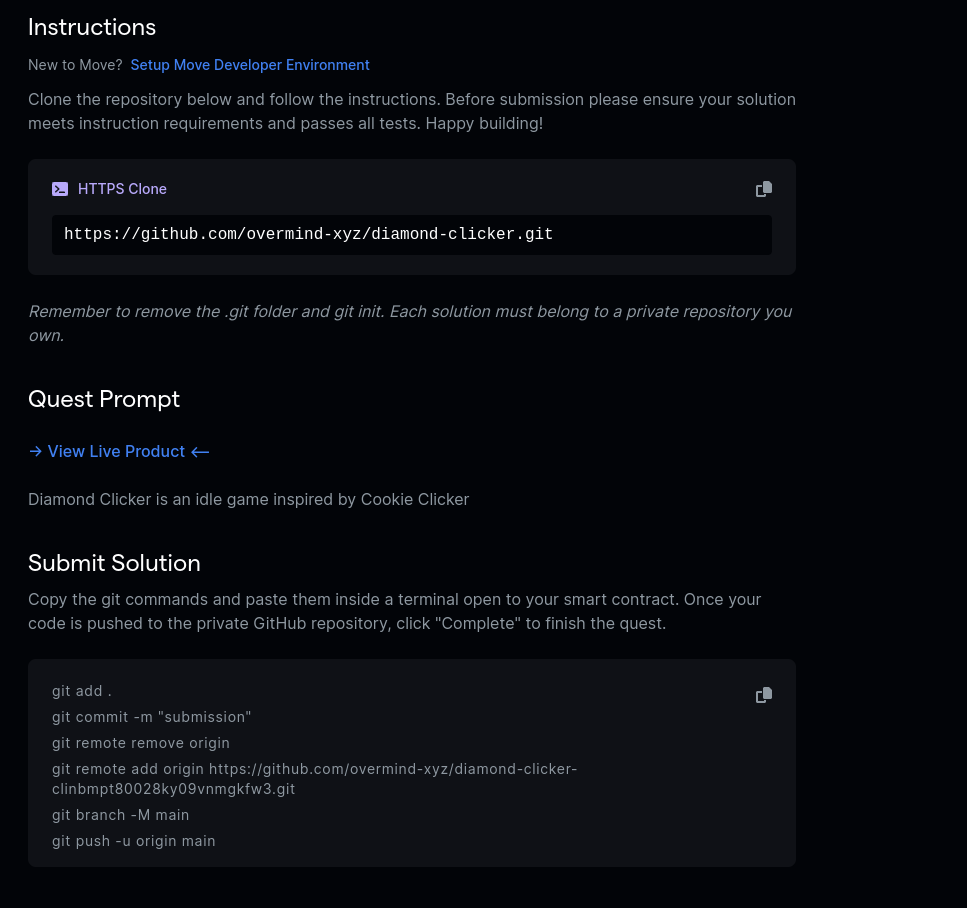 Instructions
New to Move? Setup Move Developer Environment
Clone the repository below and follow the instructions. Before submission please ensure your solution
meets instruction requirements and passes all tests. Happy building!
HTTPS Clone
https://github.com/overmind-xyz/diamond-clicker.git
Remember to remove the .git folder and git init. Each solution must belong to a private repository you
own.
Quest Prompt
→ View Live Product ←
Diamond Clicker is an idle game inspired by Cookie Clicker
Submit Solution
Copy the git commands and paste them inside a terminal open to your smart contract. Once your
code is pushed to the private GitHub repository, click "Complete" to finish the quest.
git add .
git commit -m "submission"
git remote remove origin
git remote add origin https://github.com/overmind-xyz/diamond-clicker-
clinbmpt80028ky09vnmgkfw3.git
git branch -M main
git push -u origin main